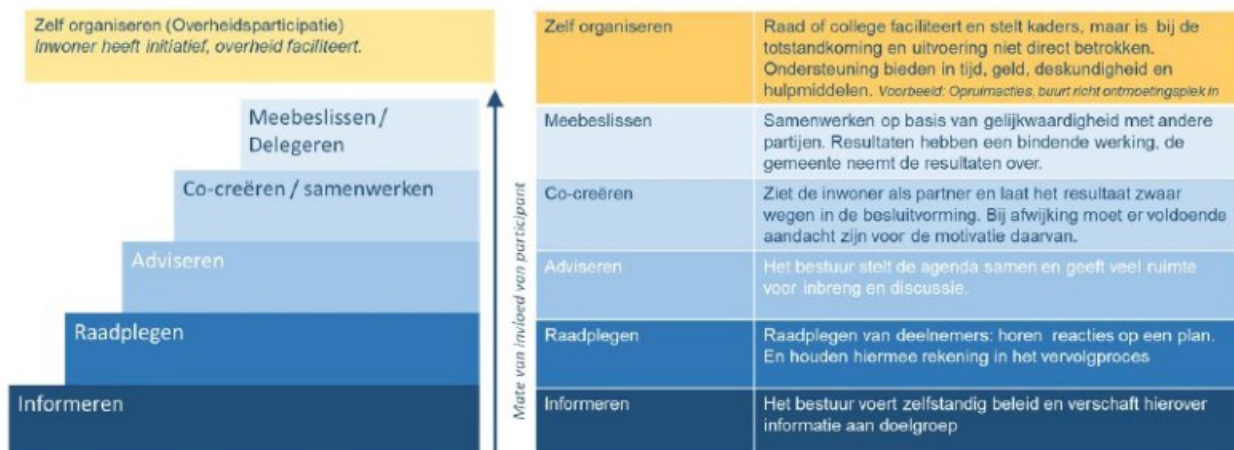 Zelf organiseren (Overheidsparticipatie)
Inwoner heeft initiatief, overheid faciliteert.
Meebeslissen /
Delegeren
Co-creëren / samenwerken
Adviseren
Raadplegen
Informeren
Mate van invloed van participant
Zelf organiseren
Raad of college faciliteert en stelt kaders, maar is bij de
totstandkoming en uitvoering niet direct betrokken.
Ondersteuning bieden in tijd, geld, deskundigheid en
hulpmiddelen. Voorbeeld: Opruimacties, buurt richt ontmoetingsplek in
Meebeslissen
Samenwerken op basis van gelijkwaardigheid met andere
partijen. Resultaten hebben een bindende werking, de
gemeente neemt de resultaten over.
Co-creëren
Ziet de inwoner als partner en laat het resultaat zwaar
wegen in de besluitvorming. Bij afwijking moet er voldoende
aandacht zijn voor de motivatie daarvan.
Adviseren
Het bestuur stelt de agenda samen en geeft veel ruimte
voor inbreng en discussie.
Raadplegen
Raadplegen van deelnemers: horen reacties op een plan.
En houden hiermee rekening in het vervolgproces
Informeren
Het bestuur voert zelfstandig beleid en verschaft hierover
informatie aan doelgroep